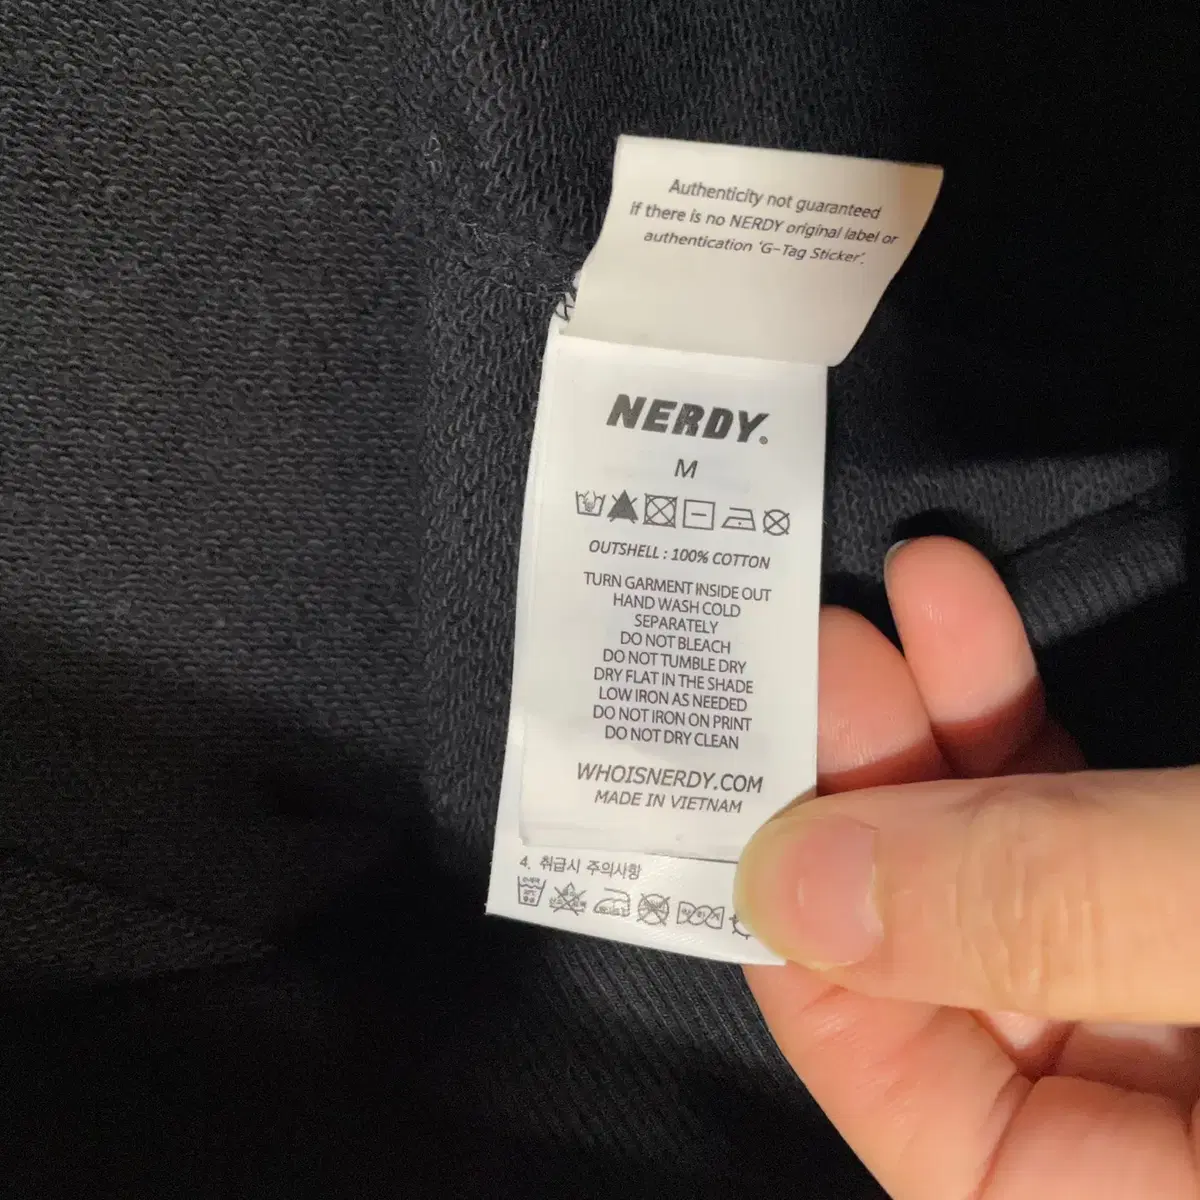 Authenticity not guaranteed
If there is no NERDY original label or
authentication 'G-Tag Sticker'.
NERDY®
M
OUTSHELL : 100% COTTON
TURN GARMENT INSIDE OUT
HAND WASH COLD
SEPARATELY
DO NOT BLEACH
DO NOT TUMBLE DRY
DRY FLAT IN THE SHADE
LOW IRON AS NEEDED
DO NOT IRON ON PRINT
DO NOT DRY CLEAN
WHOISNERDY.COM
MADE IN VIETNAM
4. 취급시 주의사항